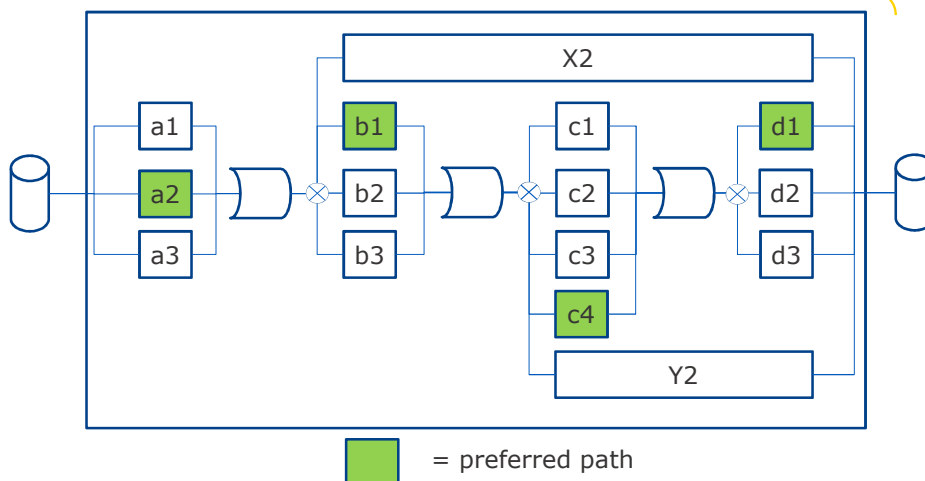 X2
a1 b1 c1 d1
a2 b2 c2 d2
a3 b3 c3 d3
c4
Y2
= preferred path